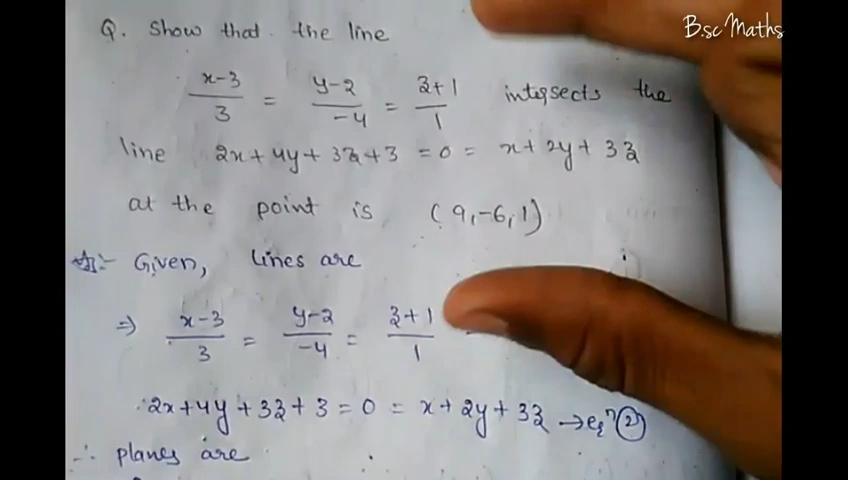 B.sc Maths
Q. Show that the line
x-3/3 = y-2/-4 = z+1/1 intersects the
line 2x+4y+3z+3 =0= x+2y+3z
at the point is (9,-6,1)
Given, lines are
⇒ x-3/3 = y-2/-4 = z+1/1
2x+4y+3z+3=0= x+2y+3z →eqⁿ(2)
∴ planes are